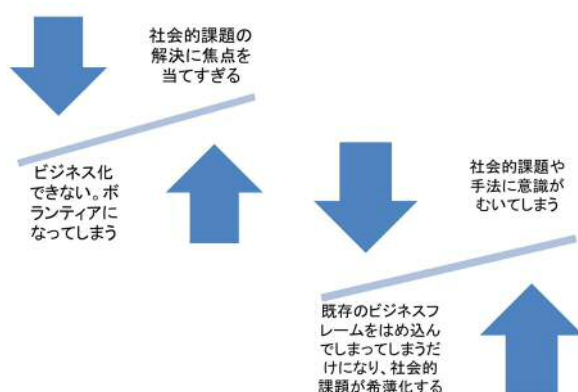 社会的課題の
解決に焦点を
当てすぎる
ビジネス化
できない。ボ
ランティアに
なってしまう
社会的課題や
手法に意識が
むいてしまう
既存のビジネスフ
レームをはめ込ん
でしまってしまうだ
けになり、社会的
課題が希薄化する